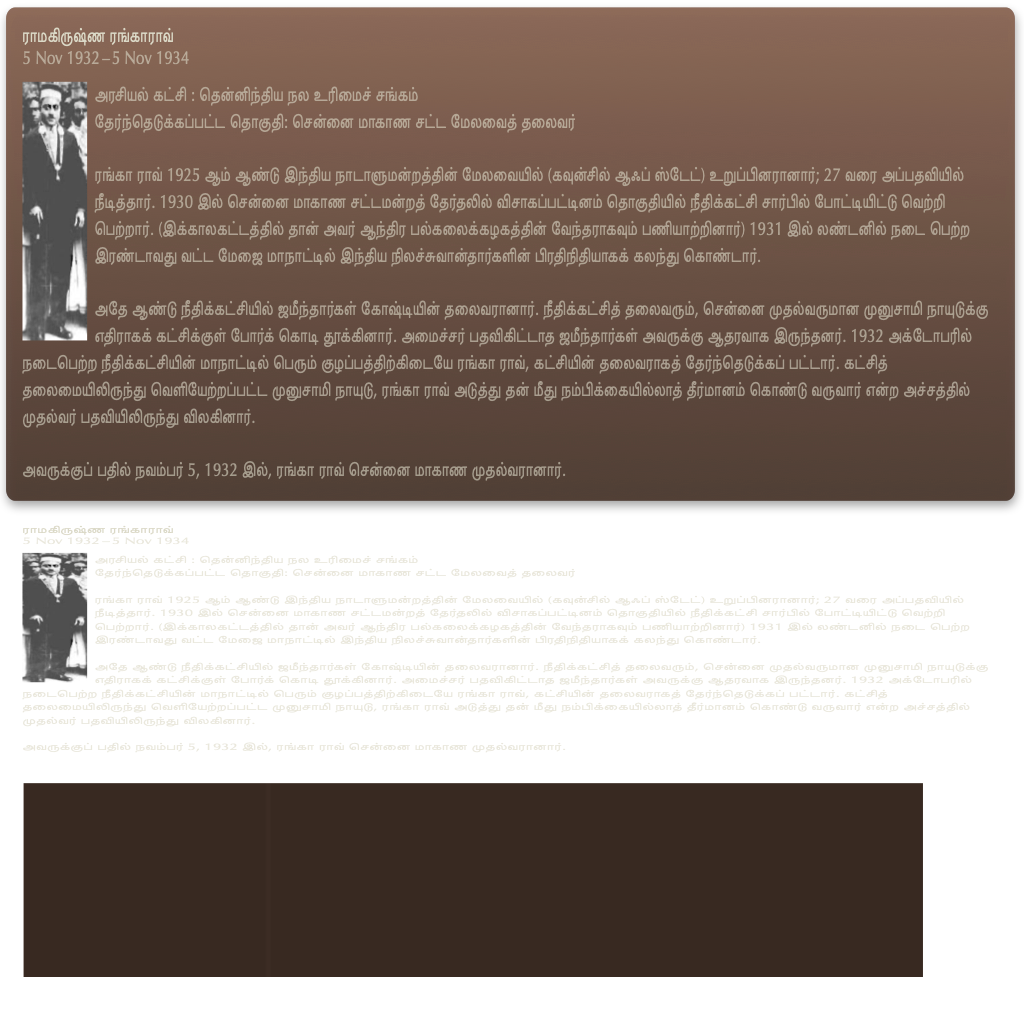 ராமகிருஷ்ண ரங்காராவ்
5 Nov 1932–5 Nov 1934
அரசியல் கட்சி : தென்னிந்திய நல உரிமைச் சங்கம்
தேர்ந்தெடுக்கப்பட்ட தொகுதி: சென்னை மாகாண சட்ட மேலவைத் தலைவர்
ரங்கா ராவ் 1925 ஆம் ஆண்டு இந்திய நாடாளுமன்றத்தின் மேலவையில் (கவுன்சில் ஆஃப் ஸ்டேட்) உறுப்பினரானார்; 27 வரை அப்பதவியில்
நீடித்தார். 1930 இல் சென்னை மாகாண சட்டமன்றத் தேர்தலில் விசாகப்பட்டினம் தொகுதியில் நீதிக்கட்சி சார்பில் போட்டியிட்டு வெற்றி
பெற்றார். (இக்காலகட்டத்தில் தான் அவர் ஆந்திர பல்கலைக்கழகத்தின் வேந்தராகவும் பணியாற்றினார்) 1931 இல் லண்டனில் நடை பெற்ற
இரண்டாவது வட்ட மேஜை மாநாட்டில் இந்திய நிலச்சுவான்தார்களின் பிரதிநிதியாகக் கலந்து கொண்டார்.
அதே ஆண்டு நீதிக்கட்சியில் ஜமீந்தார்கள் கோஷ்டியின் தலைவரானார். நீதிக்கட்சித் தலைவரும், சென்னை முதல்வருமான முனுசாமி நாயுடுக்கு
எதிராகக் கட்சிக்குள் போர்க் கொடி தூக்கினார். அமைச்சர் பதவிகிட்டாத ஜமீந்தார்கள் அவருக்கு ஆதரவாக இருந்தனர். 1932 அக்டோபரில்
நடைபெற்ற நீதிக்கட்சியின் மாநாட்டில் பெரும் குழப்பத்திற்கிடையே ரங்கா ராவ், கட்சியின் தலைவராகத் தேர்ந்தெடுக்கப் பட்டார். கட்சித்
தலைமையிலிருந்து வெளியேற்றப்பட்ட முனுசாமி நாயுடு, ரங்கா ராவ் அடுத்து தன் மீது நம்பிக்கையில்லாத் தீர்மானம் கொண்டு வருவார் என்ற அச்சத்தில்
முதல்வர் பதவியிலிருந்து விலகினார்.
அவருக்குப் பதில் நவம்பர் 5, 1932 இல், ரங்கா ராவ் சென்னை மாகாண முதல்வரானார்.
ராமகிருஷ்ண ரங்காராவ்
5 Nov 1932–5 Nov 1934
அரசியல் கட்சி : தென்னிந்திய நல உரிமைச் சங்கம்
தேர்ந்தெடுக்கப்பட்ட தொகுதி: சென்னை மாகாண சட்ட மேலவைத் தலைவர்
ரங்கா ராவ் 1925 ஆம் ஆண்டு இந்திய நாடாளுமன்றத்தின் மேலவையில் (கவுன்சில் ஆஃப் ஸ்டேட்) உறுப்பினரானார்; 27 வரை அப்பதவியில்
நீடித்தார். 1930 இல் சென்னை மாகாண சட்டமன்றத் தேர்தலில் விசாகப்பட்டினம் தொகுதியில் நீதிக்கட்சி சார்பில் போட்டியிட்டு வெற்றி
பெற்றார். (இக்காலகட்டத்தில் தான் அவர் ஆந்திர பல்கலைக்கழகத்தின் வேந்தராகவும் பணியாற்றினார்) 1931 இல் லண்டனில் நடை பெற்ற
இரண்டாவது வட்ட மேஜை மாநாட்டில் இந்திய நிலச்சுவான்தார்களின் பிரதிநிதியாகக் கலந்து கொண்டார்.
அதே ஆண்டு நீதிக்கட்சியில் ஜமீந்தார்கள் கோஷ்டியின் தலைவரானார். நீதிக்கட்சித் தலைவரும், சென்னை முதல்வருமான முனுசாமி நாயுடுக்கு
எதிராகக் கட்சிக்குள் போர்க் கொடி தூக்கினார். அமைச்சர் பதவிகிட்டாத ஜமீந்தார்கள் அவருக்கு ஆதரவாக இருந்தனர். 1932 அக்டோபரில்
நடைபெற்ற நீதிக்கட்சியின் மாநாட்டில் பெரும் குழப்பத்திற்கிடையே ரங்கா ராவ், கட்சியின் தலைவராகத் தேர்ந்தெடுக்கப் பட்டார். கட்சித்
தலைமையிலிருந்து வெளியேற்றப்பட்ட முனுசாமி நாயுடு, ரங்கா ராவ் அடுத்து தன் மீது நம்பிக்கையில்லாத் தீர்மானம் கொண்டு வருவார் என்ற அச்சத்தில்
முதல்வர் பதவியிலிருந்து விலகினார்.
அவருக்குப் பதில் நவம்பர் 5, 1932 இல், ரங்கா ராவ் சென்னை மாகாண முதல்வரானார்.